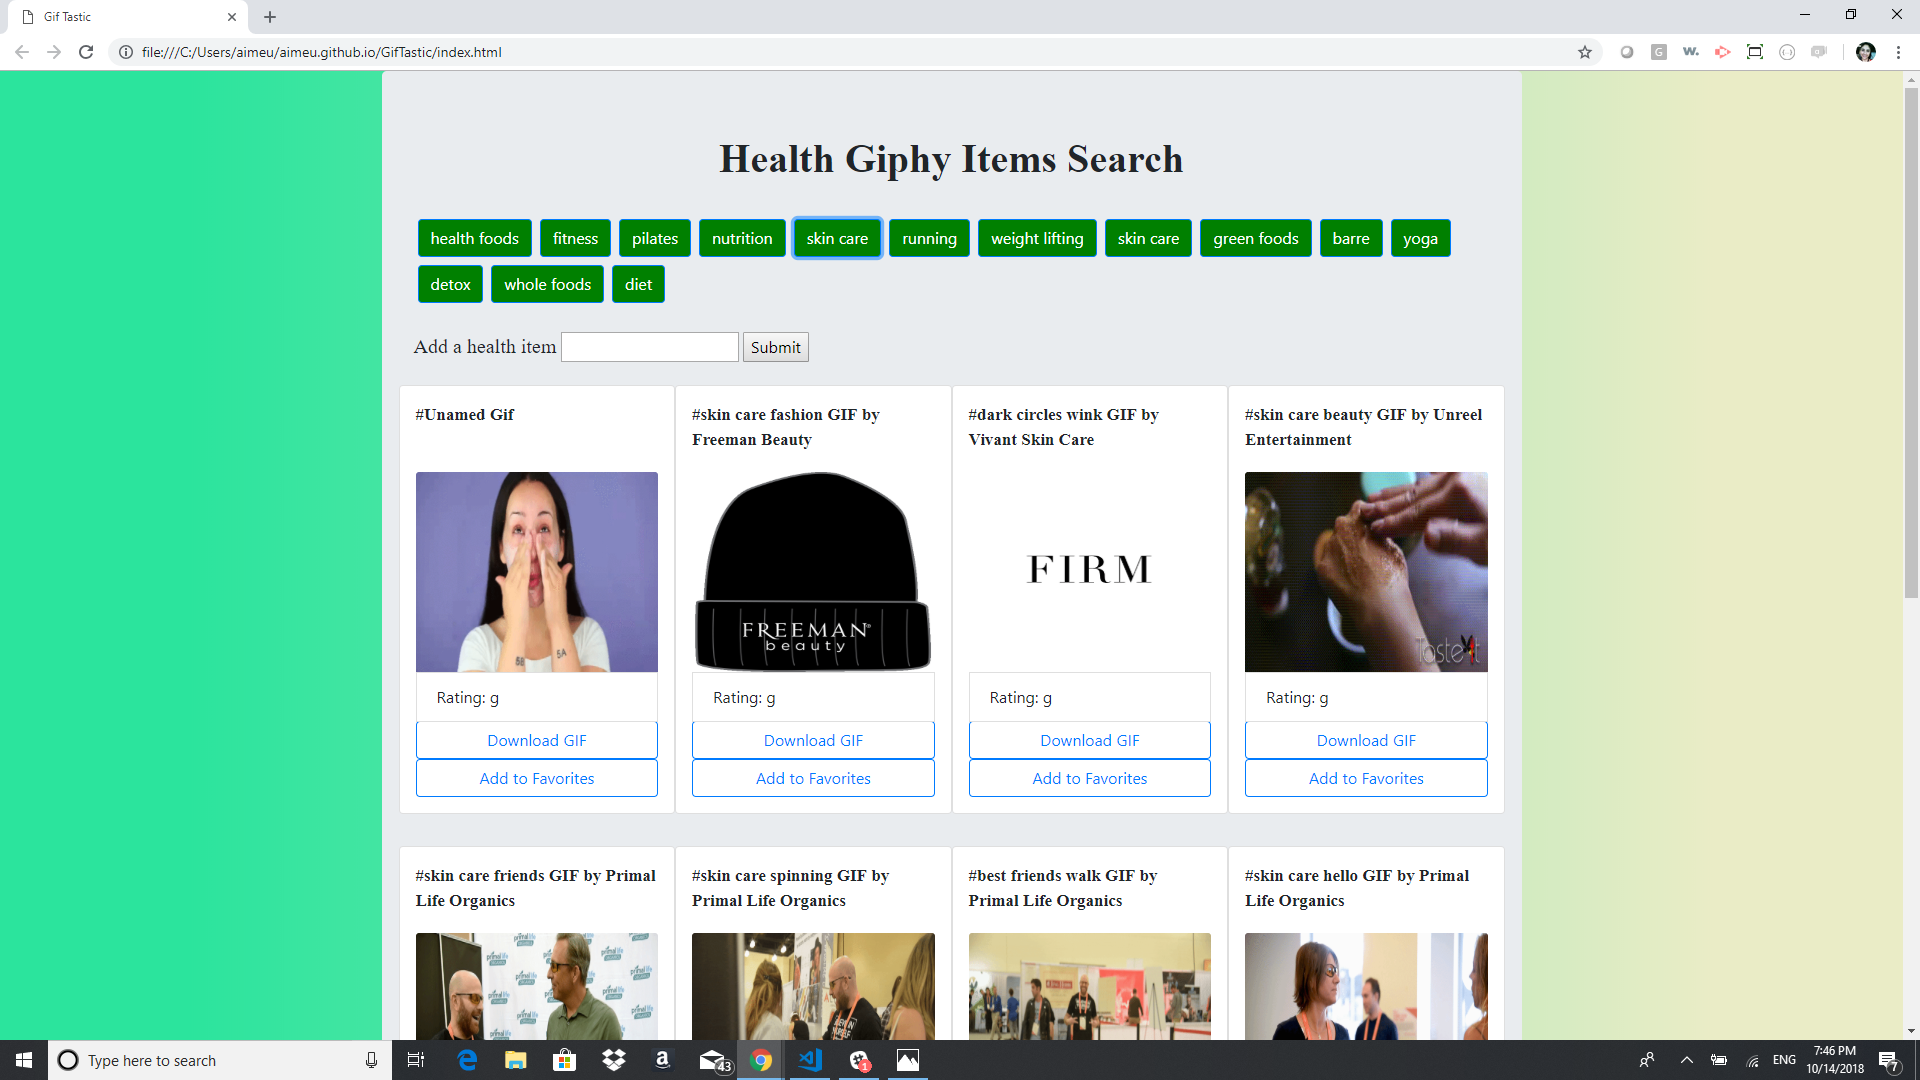 Gif Tastic
file:///C:/Users/aimeu/aimeu.github.io/GifTastic/index.html
Health Giphy Items Search
health foods fitness pilates nutrition skin care running weight lifting skin care green foods barre yoga
detox whole foods diet
Add a health item Submit
#Unamed Gif
#skin care fashion GIF by
Freeman Beauty
#dark circles wink GIF by
Vivant Skin Care
#skin care beauty GIF by Unreel
Entertainment
5B 5A
FREEMAN
beauty
FIRM
Taste It
Rating: g
Rating: g
Rating: g
Rating: g
Download GIF
Download GIF
Download GIF
Download GIF
Add to Favorites
Add to Favorites
Add to Favorites
Add to Favorites
#skin care friends GIF by Primal
Life Organics
#skin care spinning GIF by
Primal Life Organics
#best friends walk GIF by
Primal Life Organics
#skin care hello GIF by Primal
Life Organics
Type here to search
43
1
ENG
7:46 PM
10/14/2018
7